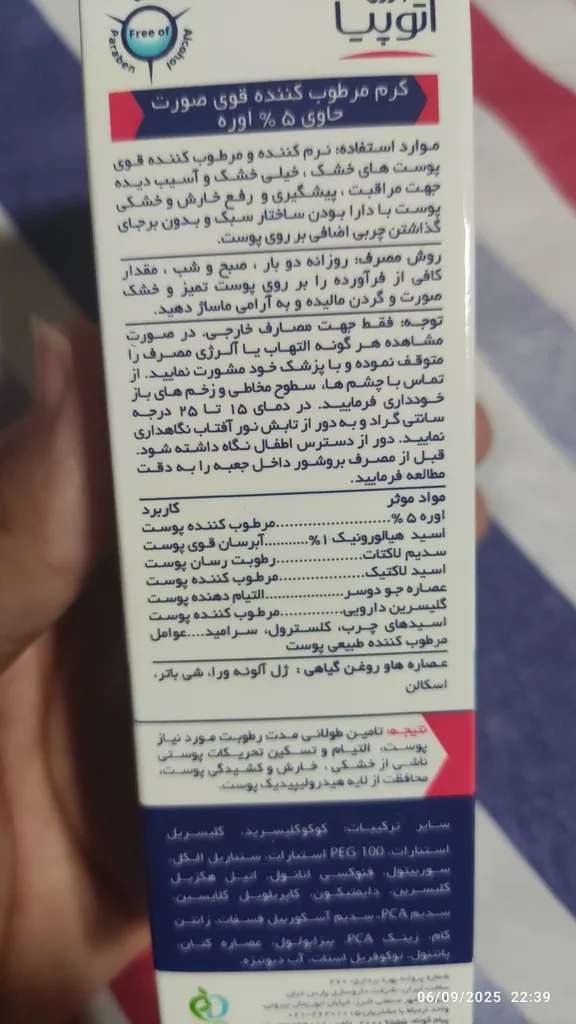 Free of
Paraben
Alcohol
اتوپیا
کرم مرطوب کننده قوی صورت
حاوی ۵ % اوره
موارد استفاده: نرم کننده و مرطوب کننده قوی
پوست های خشک ، خیلی خشک و آسیب دیده
جهت مراقبت ، پیشگیری و رفع خارش و خشکی
پوست با دارا بودن ساختار سبک و بدون برجای
گذاشتن چربی اضافی بر روی پوست.
روش مصرف: روزانه دو بار ، صبح و شب ، مقدار
کافی از فرآورده را بر روی پوست تمیز و خشک
صورت و گردن مالیده و به آرامی ماساژ دهید.
توجه: فقط جهت مصارف خارجی. در صورت
مشاهده هر گونه التهاب یا آلرژی مصرف را
متوقف نموده و با پزشک خود مشورت نمایید. از
تماس با چشم ها، سطوح مخاطی و زخم های باز
خودداری فرمایید. در دمای ۱۵ تا ۲۵ درجه
سانتی گراد و به دور از تابش نور آفتاب نگاهداری
نمایید. دور از دسترس اطفال نگاه داشته شود.
قبل از مصرف بروشور داخل جعبه را به دقت
مطالعه فرمایید.
مواد موثر کاربرد
اوره ۵ %......................مرطوب کننده پوست
اسید هیالورونیک ۱%..........آبرسان قوی پوست
سدیم لاکتات....................رطوبت رسان پوست
اسید لاکتیک....................مرطوب کننده پوست
عصاره جو دوسر..................التیام دهنده پوست
گلیسرین دارویی................مرطوب کننده پوست
اسیدهای چرب، کلسترول، سرامید....عوامل
مرطوب کننده طبیعی پوست
عصاره هاو روغن گیاهی : ژل آلوئه ورا، شی باتر،
اسکالن
نتیجه: تامین طولانی مدت رطوبت مورد نیاز
پوست، التیام و تسکین تحریکات پوستی
ناشی از خشکی ، خارش و کشیدگی پوست،
محافظت از لایه هیدرولیپیدیک پوست.
سایر ترکیبات: کوکوگلیسرید، گلیسریل
استئارات، PEG 100 استئارات، ستئاریل الکل،
سوربیتول، فنوکسی اتانول، اتیل هگزیل
گلیسرین، دایمتیکون، کاپریلویل گلایسین،
سدیم PCA، سدیم آسکوربیل فسفات، زانتن
گام، زینک PCA، بیزابولول، عصاره کتان،
پانتنول، توکوفریل استات، آب دیونیزه.
شماره پروانه بهره برداری:
06/09/2025 22:39